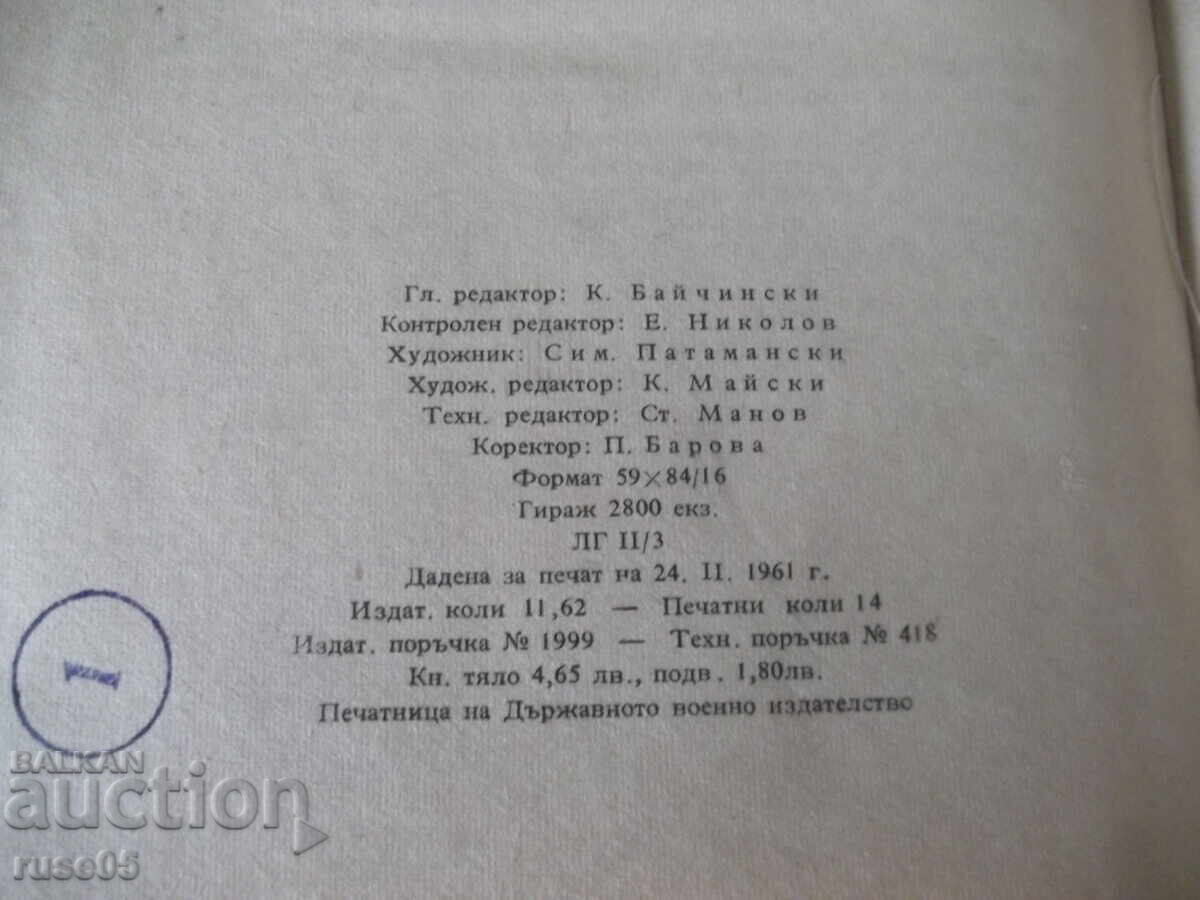 Гл. редактор: К. Байчински
Контролен редактор: Е. Николов
Художник: Сим. Патамански
Худож. редактор: К. Майски
Техн. редактор: Ст. Манов
Коректор: П. Барова
Формат 59×84/16
Гираж 2800 екз.
ЛГ II/3
Дадена за печат на 24. II. 1961 г.
Издат. коли 11,62 — Печатни коли 14
Издат. поръчка № 1999 — Техн. поръчка № 418
Кн. тяло 4,65 лв., подв. 1,80лв.
Печатница на Държавното военно издателство
BALKAN
auction
ruse05